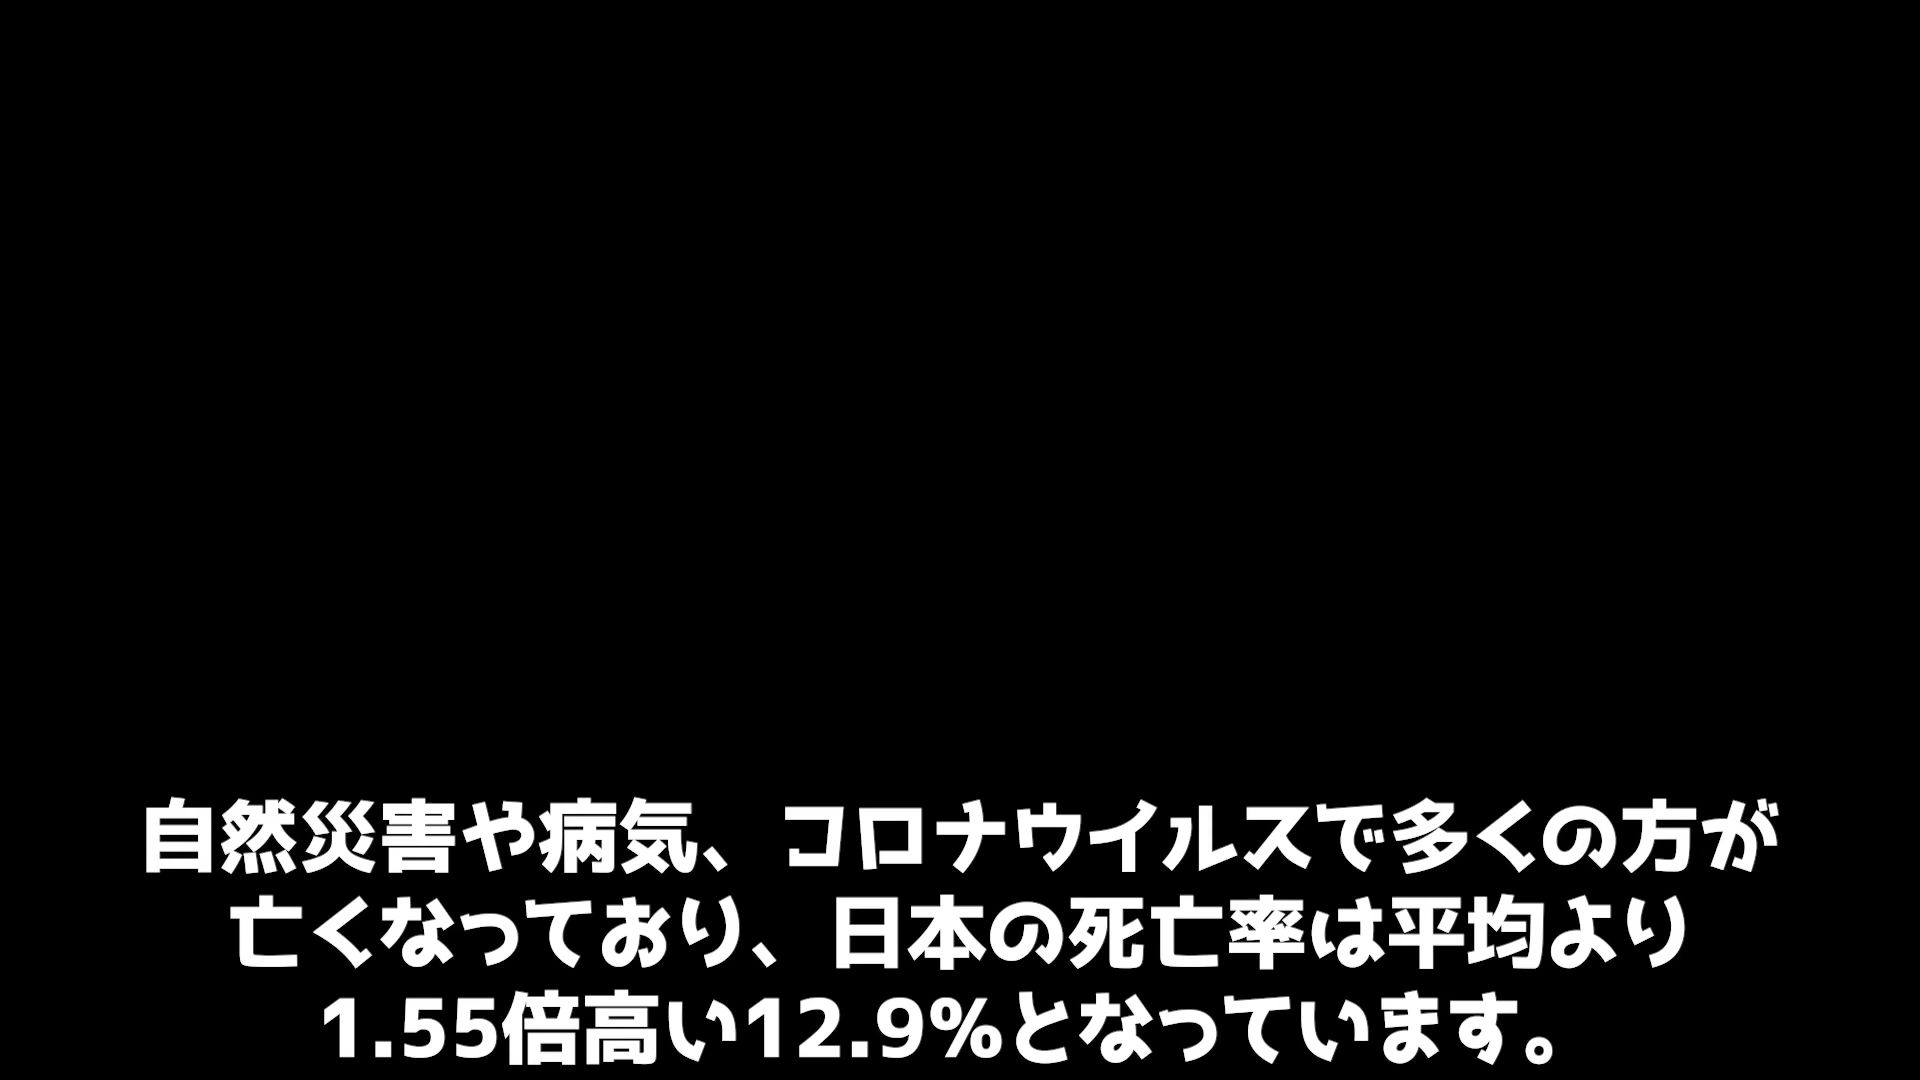 自然災害や病気、コロナウイルスで多くの方が
亡くなっており、日本の死亡率は平均より
1.55倍高い12.9%となっています。